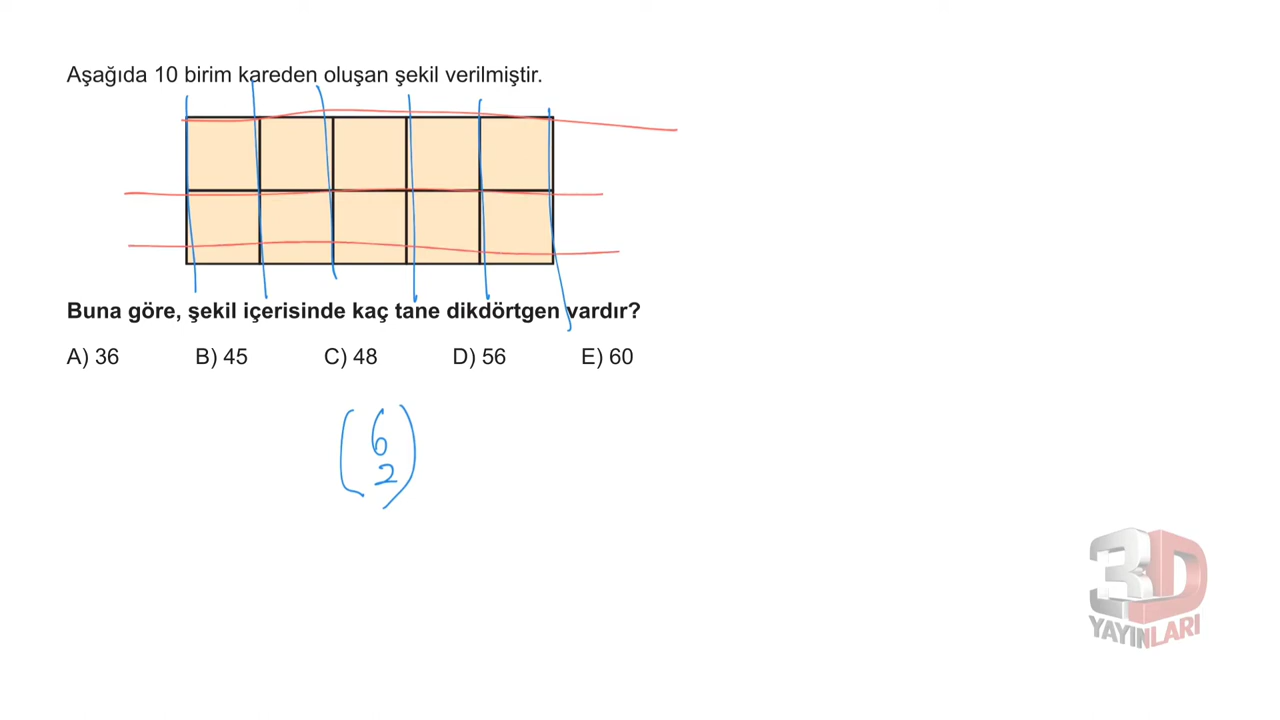 Aşağıda 10 birim kareden oluşan şekil verilmiştir.
Buna göre, şekil içerisinde kaç tane dikdörtgen vardır?
A) 36 B) 45 C) 48 D) 56 E) 60
(6
2)
3D
YAYINLARI